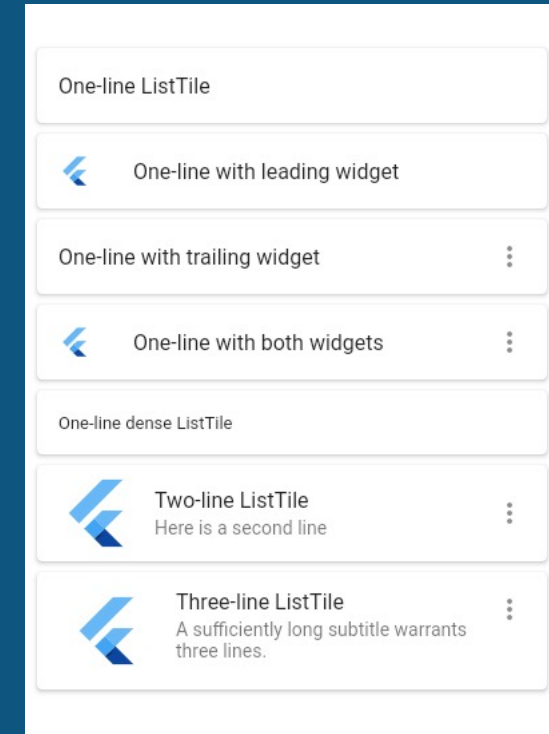 One-line ListTile
One-line with leading widget
One-line with trailing widget
One-line with both widgets
One-line dense ListTile
Two-line ListTile
Here is a second line
Three-line ListTile
A sufficiently long subtitle warrants
three lines.